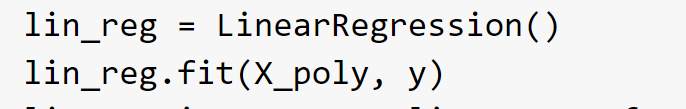 lin_reg = LinearRegression()
lin_reg.fit(X_poly, y)